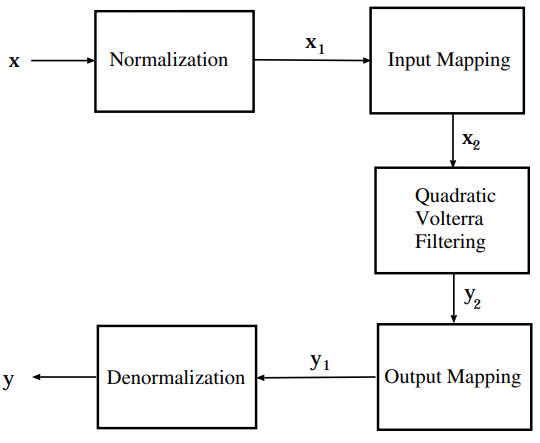 x
Normalization
x1
Input Mapping
x2
Quadratic
Volterra
Filtering
y2
Output Mapping
y1
Denormalization
y